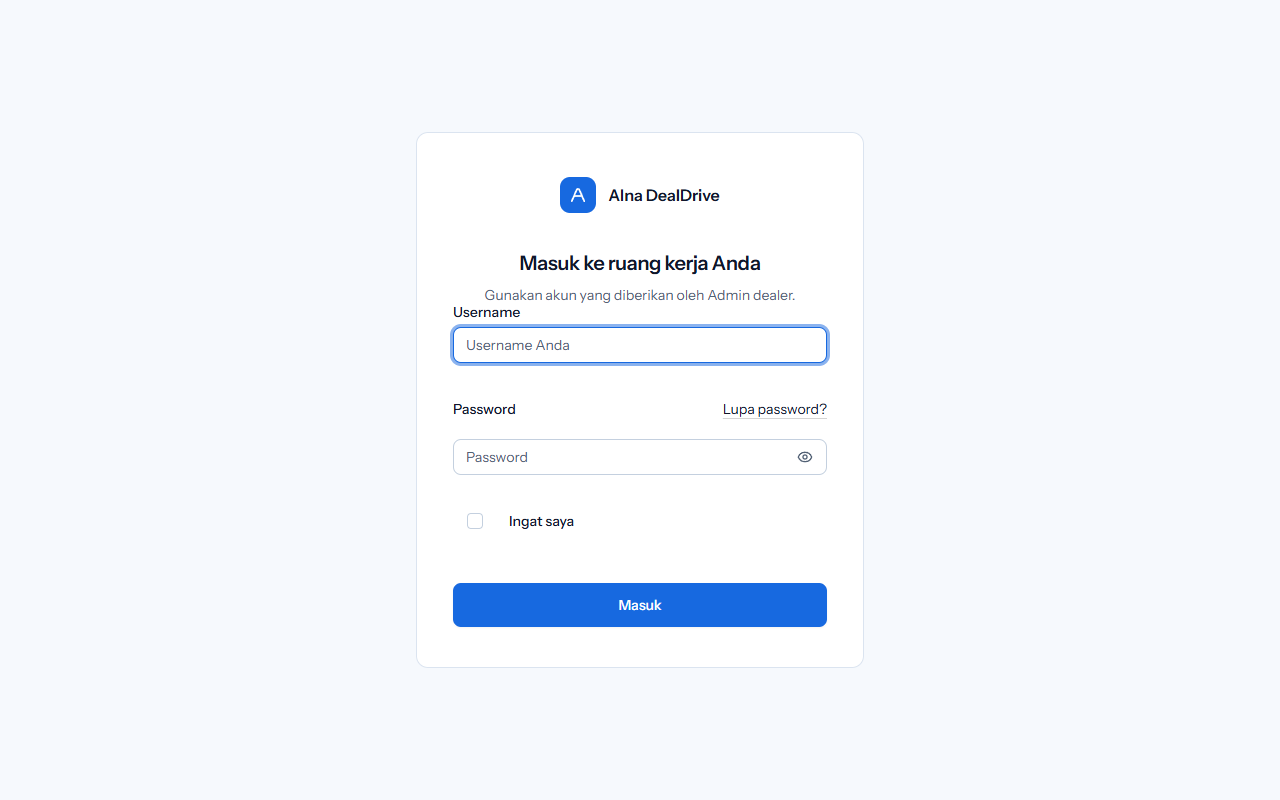 A
AIna DealDrive
Masuk ke ruang kerja Anda
Gunakan akun yang diberikan oleh Admin dealer.
Username
Username Anda
Password
Lupa password?
Password
Ingat saya
Masuk